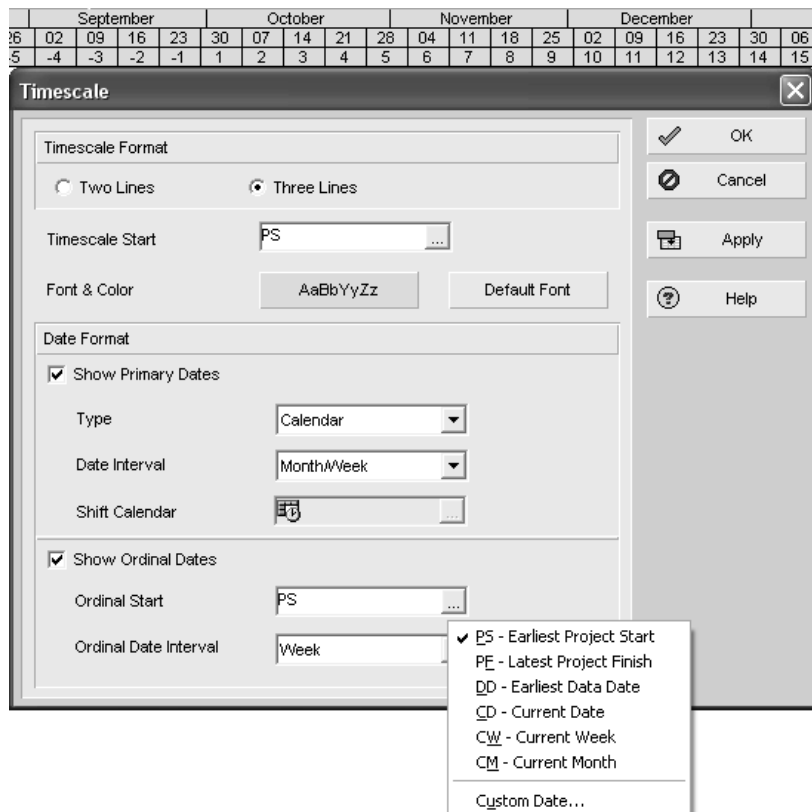 September October November December
26 02 09 16 23 30 07 14 21 28 04 11 18 25 02 09 16 23 30 06
-5 -4 -3 -2 -1 1 2 3 4 5 6 7 8 9 10 11 12 13 14 15
Timescale
Timescale Format
Two Lines Three Lines
Timescale Start PS ...
Font & Color AaBbYyZz Default Font
Date Format
Show Primary Dates
Type Calendar
Date Interval Month/Week
Shift Calendar ...
Show Ordinal Dates
Ordinal Start PS ...
Ordinal Date Interval Week
OK
Cancel
Apply
Help
PS - Earliest Project Start
PF - Latest Project Finish
DD - Earliest Data Date
CD - Current Date
CW - Current Week
CM - Current Month
Custom Date...